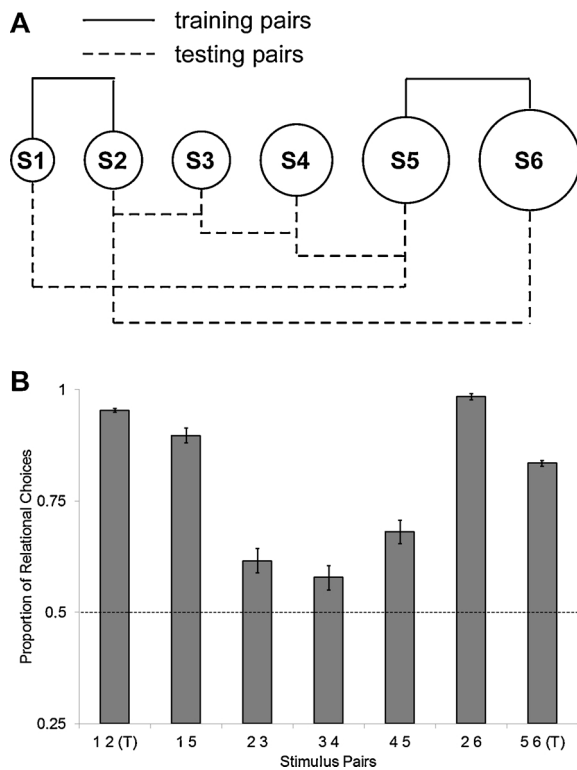 A
training pairs
testing pairs
S1 S2 S3 S4 S5 S6
B
Proportion of Relational Choices
1
0.75
0.5
0.25
1 2 (T) 1 5 2 3 3 4 4 5 2 6 5 6 (T)
Stimulus Pairs